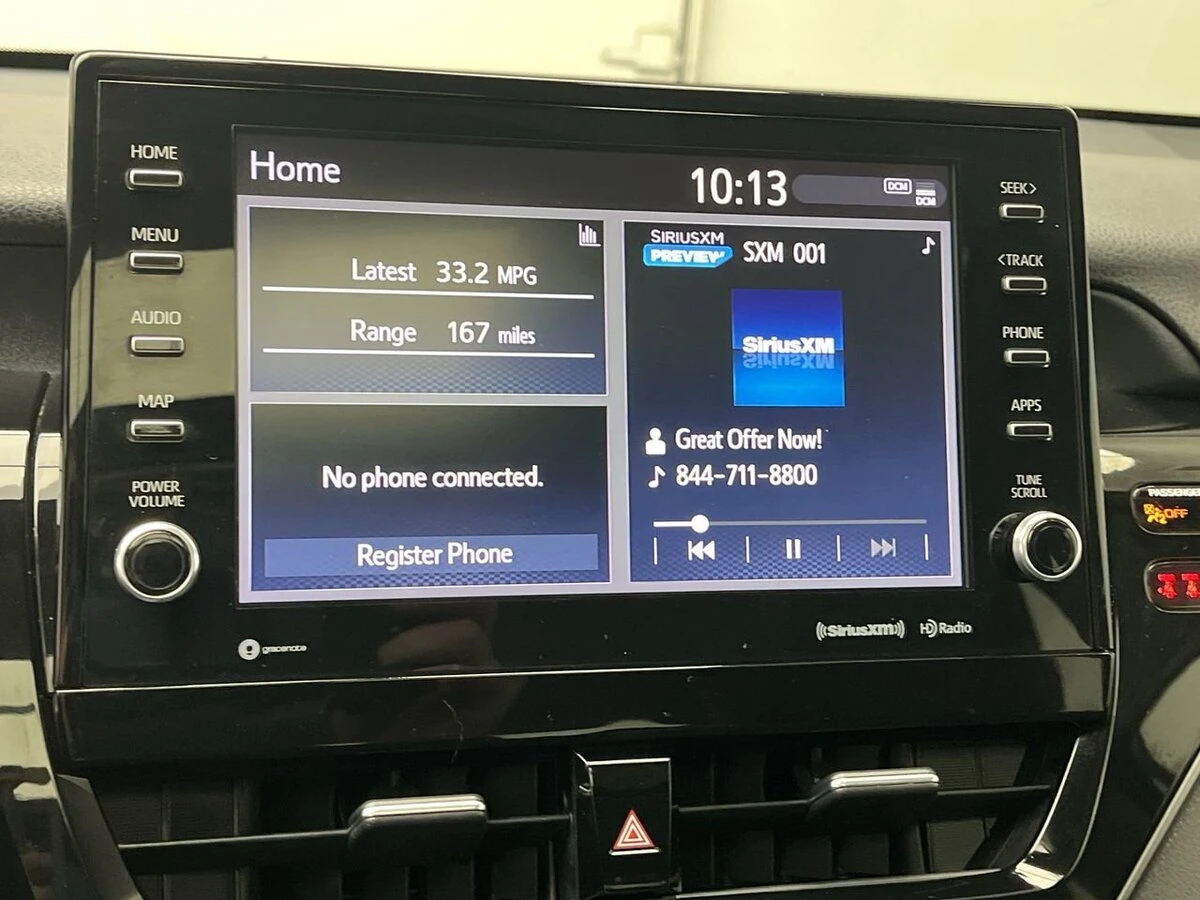 HOME
MENU
AUDIO
MAP
POWER
VOLUME
Home
10:13
DCM
DCM
Latest 33.2 MPG
Range 167 miles
No phone connected.
Register Phone
SIRIUSXM
PREVIEW
SXM 001
SiriusXM
Great Offer Now!
844-711-8800
SEEK>
<TRACK
PHONE
APPS
TUNE
SCROLL
gracenote
((SiriusXM))
HD Radio
OFF